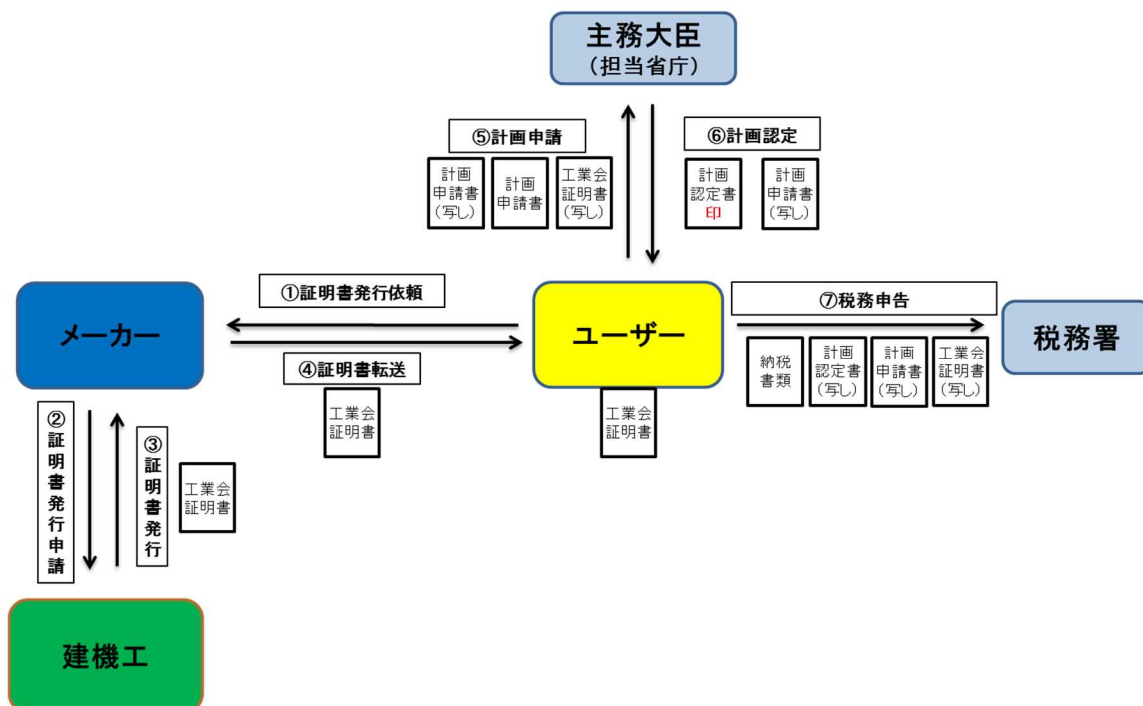 主務大臣
（担当省庁）
⑤計画申請
計画
申請書
（写し）
計画
申請書
工業会
証明書
（写し）
⑥計画認定
計画
認定書
印
計画
申請書
（写し）
メーカー
①証明書発行依頼
④証明書転送
工業会
証明書
ユーザー
工業会
証明書
⑦税務申告
納税
書類
計画
認定書
（写し）
計画
申請書
（写し）
工業会
証明書
（写し）
税務署
②証明書発行申請
③証明書発行
工業会
証明書
建機工